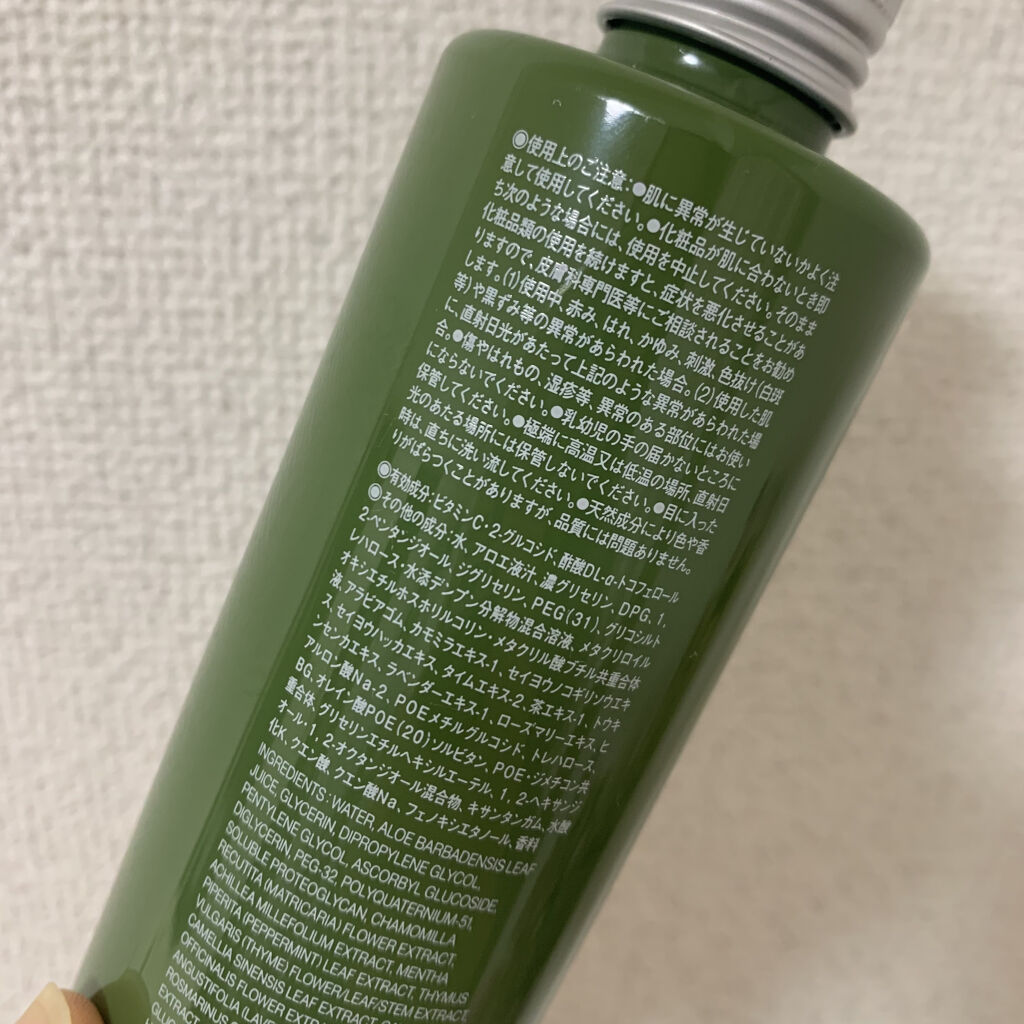 ◉使用上のご注意:●肌に異常が生じていないかよく注
意して使用してください。●化粧品が肌に合わないとき即
ち次のような場合には、使用を中止してください。そのまま
化粧品類の使用を続けますと、症状を悪化させることがあ
りますので、皮膚科専門医等にご相談されることをお勧め
します。(1)使用中、赤み、はれ、かゆみ、刺激、色抜け(白斑
等)や黒ずみ等の異常があらわれた場合。(2)使用した肌
に、直射日光があたって上記のような異常があらわれた場
合。●傷やはれもの、湿疹等、異常のある部位にはお使い
にならないでください。●乳幼児の手の届かないところに
保管してください。●極端に高温又は低温の場所、直射日
光のあたる場所には保管しないでください。●目に入った
時は、直ちに洗い流してください。●天然成分により色や香
りがばらつくことがありますが、品質には問題ありません。
◉有効成分:ビタミンC・2-グルコシド、酢酸DL-α-トコフェロール
◉その他の成分:水、アロエ液汁、濃グリセリン、DPG、1、
2-ペンタンジオール、ジグリセリン、PEG(31)、グリコシルト
レハロース・水添デンプン分解物混合溶液、メタクリロイル
オキシエチルホスホリルコリン・メタクリル酸ブチル共重合体
液、アラビアゴム、カモミラエキス-1、セイヨウノコギリソウエキ
ス、セイヨウハッカエキス、タイムエキス-2、茶エキス-1、トウキ
ンセンカエキス、ラベンダーエキス-1、ローズマリーエキス、ヒ
アルロン酸Na-2、POEメチルグルコシド、トレハロース、
BG、オレイン酸POE(20)ソルビタン、POE・ジメチコン共
重合体、グリセリンエチルヘキシルエーテル、1、2-ヘキサンジ
オール・1、2-オクタンジオール混合物、キサンタンガム、水酸
化K、クエン酸、クエン酸Na、フェノキシエタノール、香料
INGREDIENTS : WATER, ALOE BARBADENSIS LEAF
JUICE, GLYCERIN, DIPROPYLENE GLYCOL,
PENTYLENE GLYCOL, ASCORBYL GLUCOSIDE,
DIGLYCERIN, PEG-32, POLYQUATERNIUM-51,
SOLUBLE PROTEOGLYCAN, CHAMOMILLA
RECUTITA (MATRICARIA) FLOWER EXTRACT,
ACHILLEA MILLEFOLIUM EXTRACT, MENTHA
PIPERITA (PEPPERMINT) LEAF EXTRACT, THYMUS
VULGARIS (THYME) FLOWER/LEAF/STEM EXTRACT,
CAMELLIA SINENSIS LEAF EXTRACT,
OFFICINALIS FLOWER
ANGUSTIFOLIA
ROSMARINUS
EXTRACT,